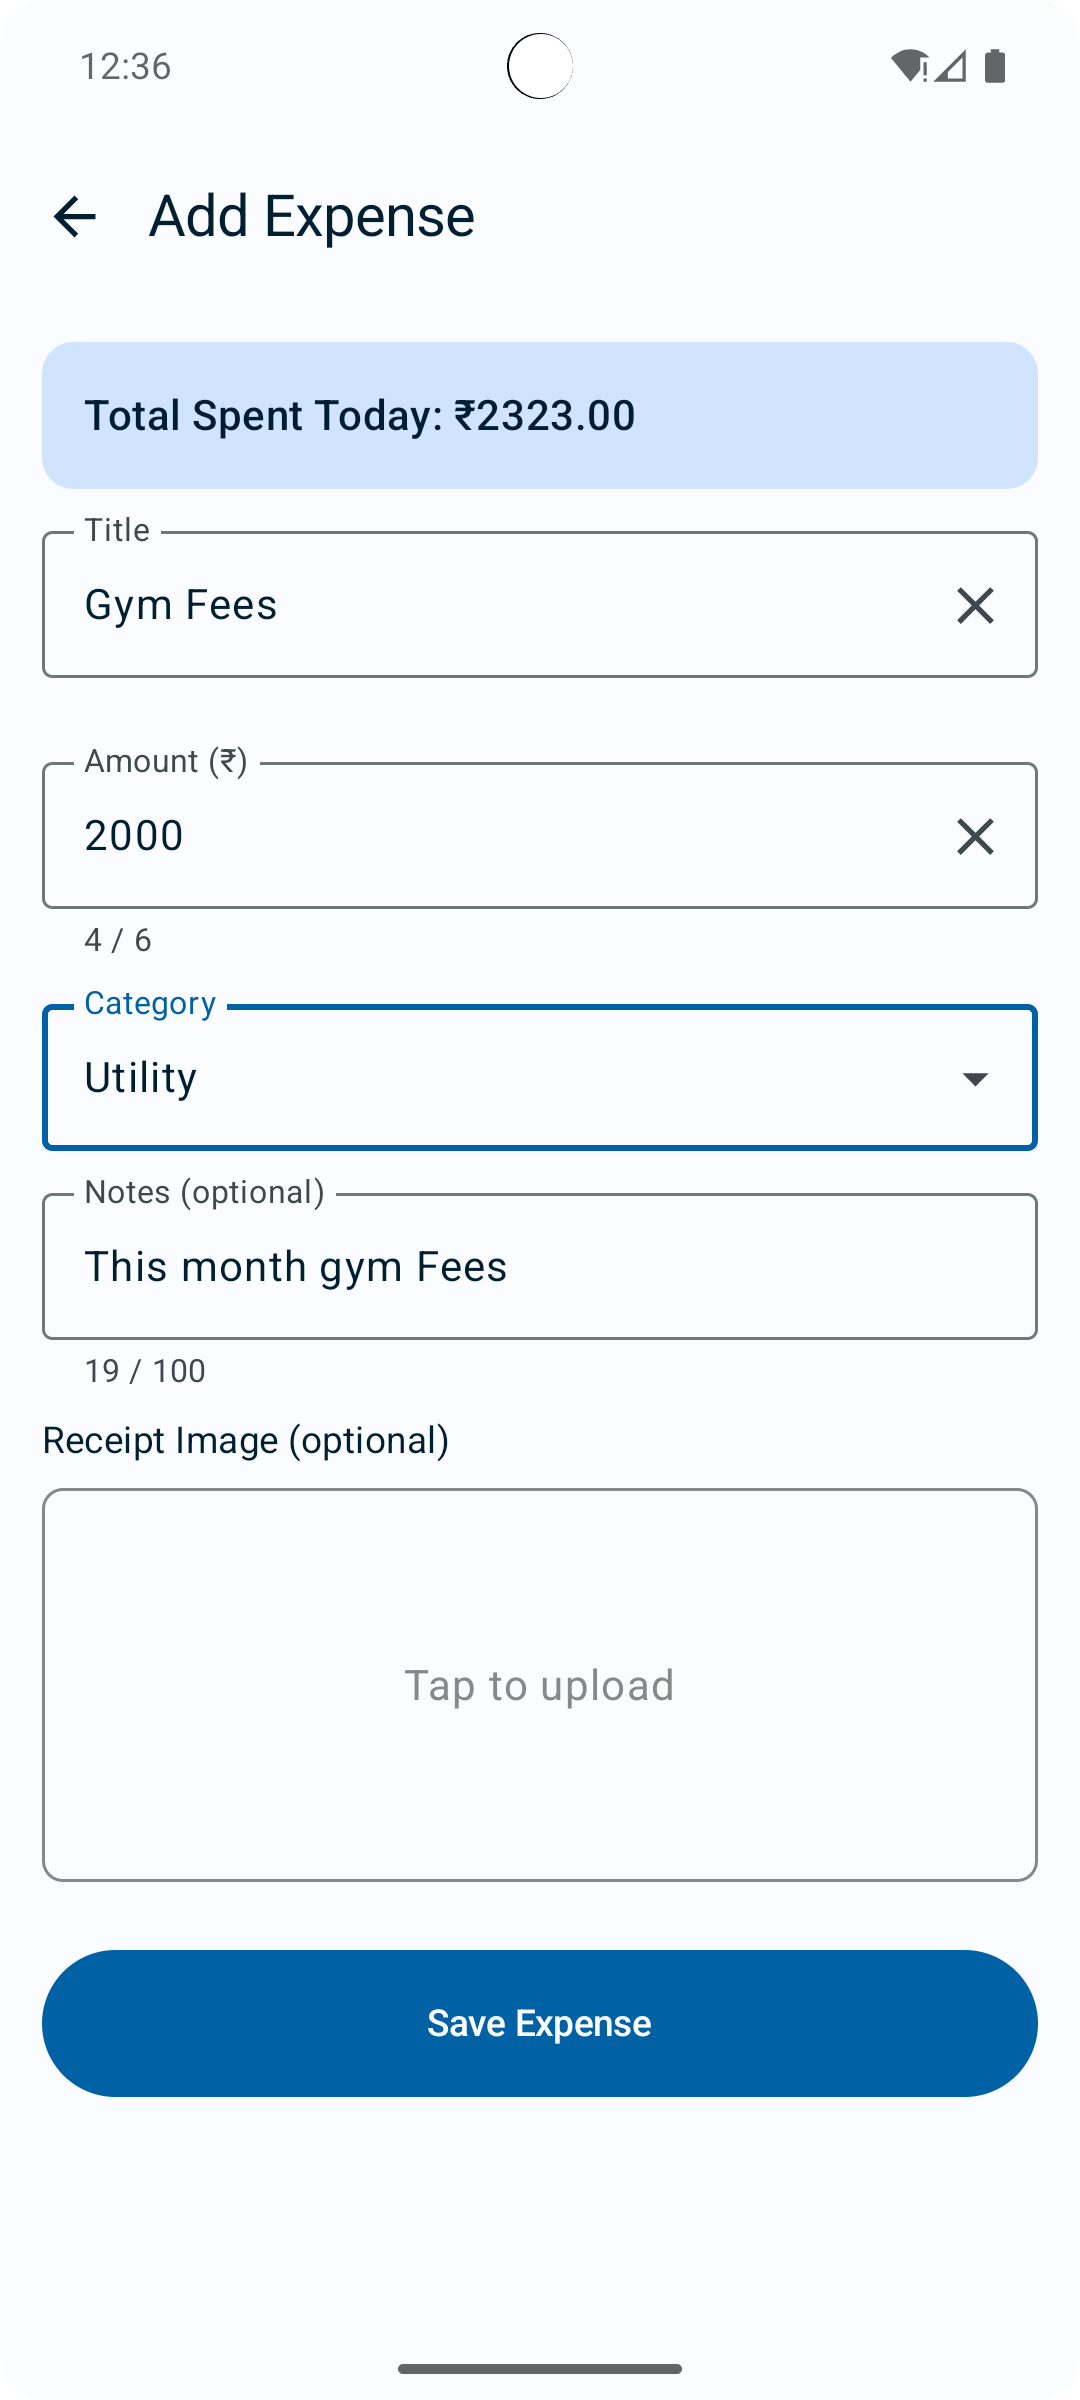 12:36
Add Expense
Total Spent Today: ₹2323.00
Title
Gym Fees
Amount (₹)
2000
4 / 6
Category
Utility
Notes (optional)
This month gym Fees
19 / 100
Receipt Image (optional)
Tap to upload
Save Expense